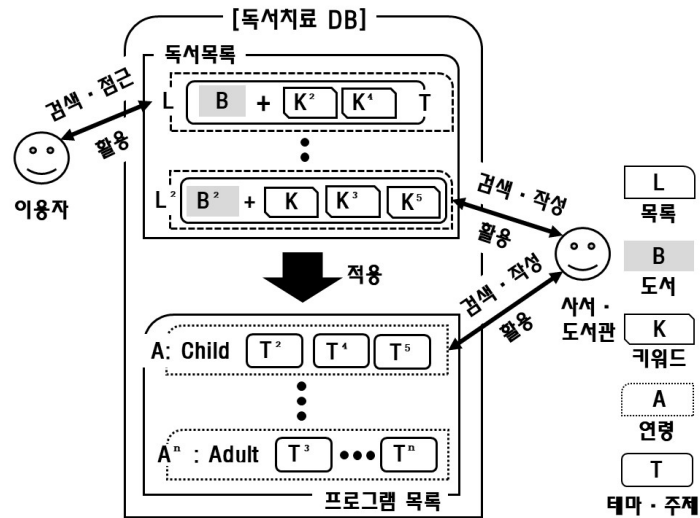 [독서치료 DB]
독서목록
L B + K² K⁴ T
L² B² + K K³ K⁵
검색·접근
활용
이용자
검색·작성
활용
적용
검색·작성
활용
사서·
도서관
A: Child T² T⁴ T⁵
Aⁿ : Adult T³ ●●● Tⁿ
프로그램 목록
L
목록
B
도서
K
키워드
A
연령
T
테마·주제